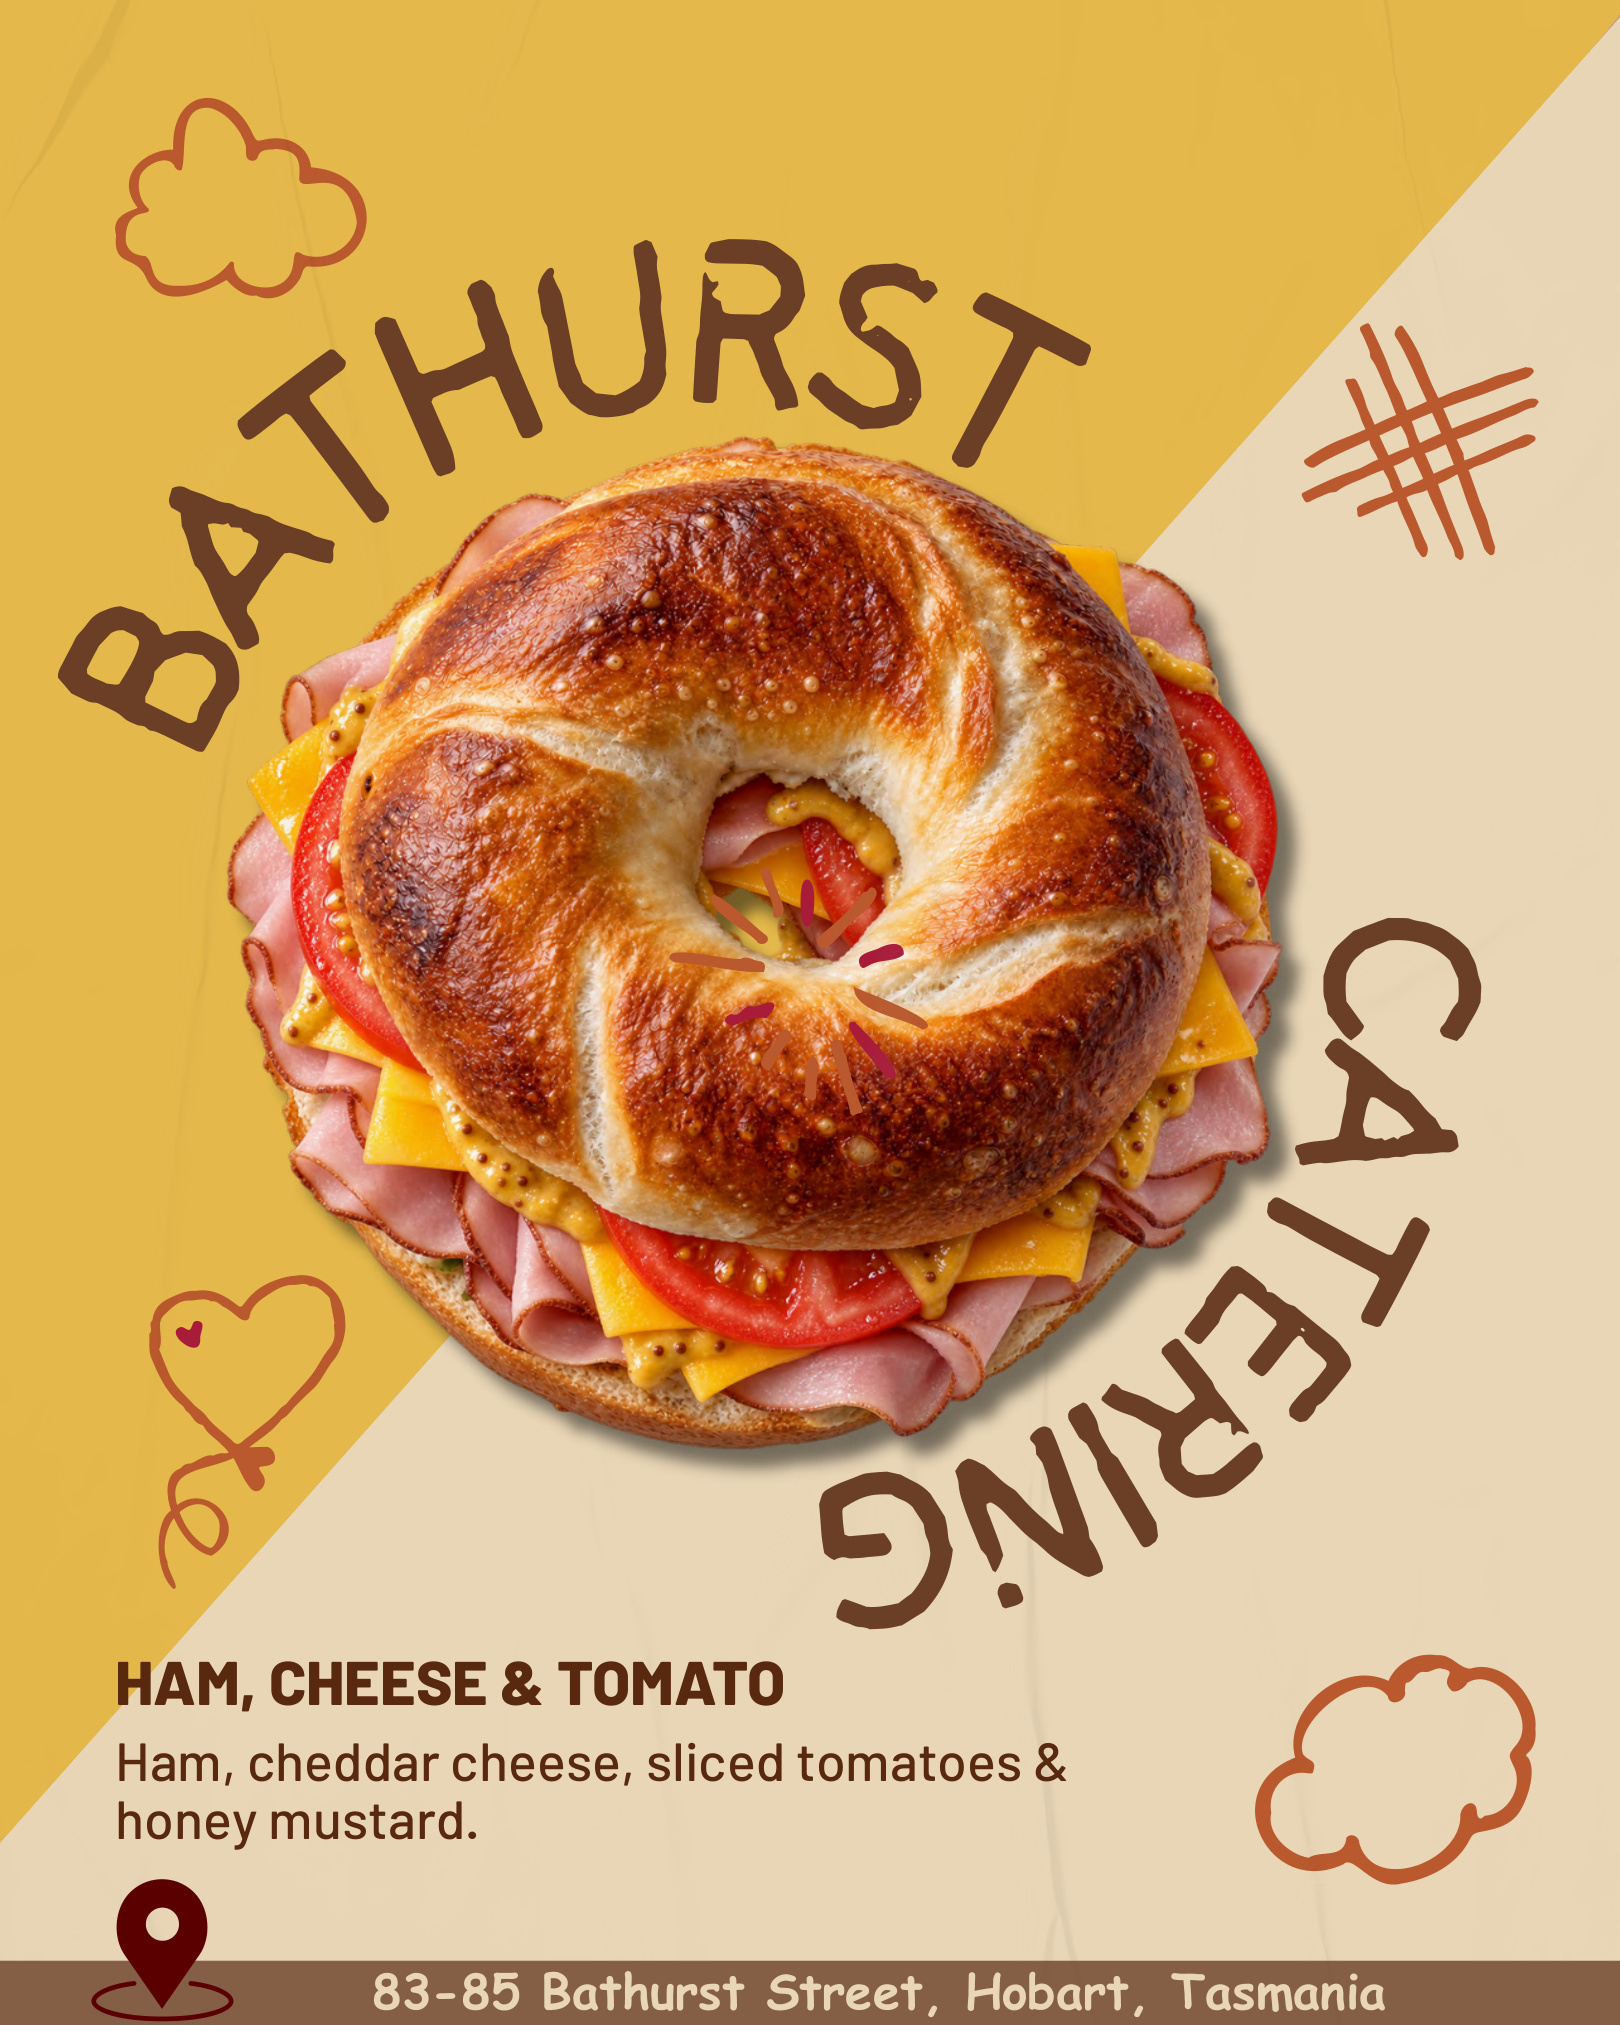 BATHURST
CATERING
HAM, CHEESE & TOMATO
Ham, cheddar cheese, sliced tomatoes &
honey mustard.
83-85 Bathurst Street, Hobart, Tasmania